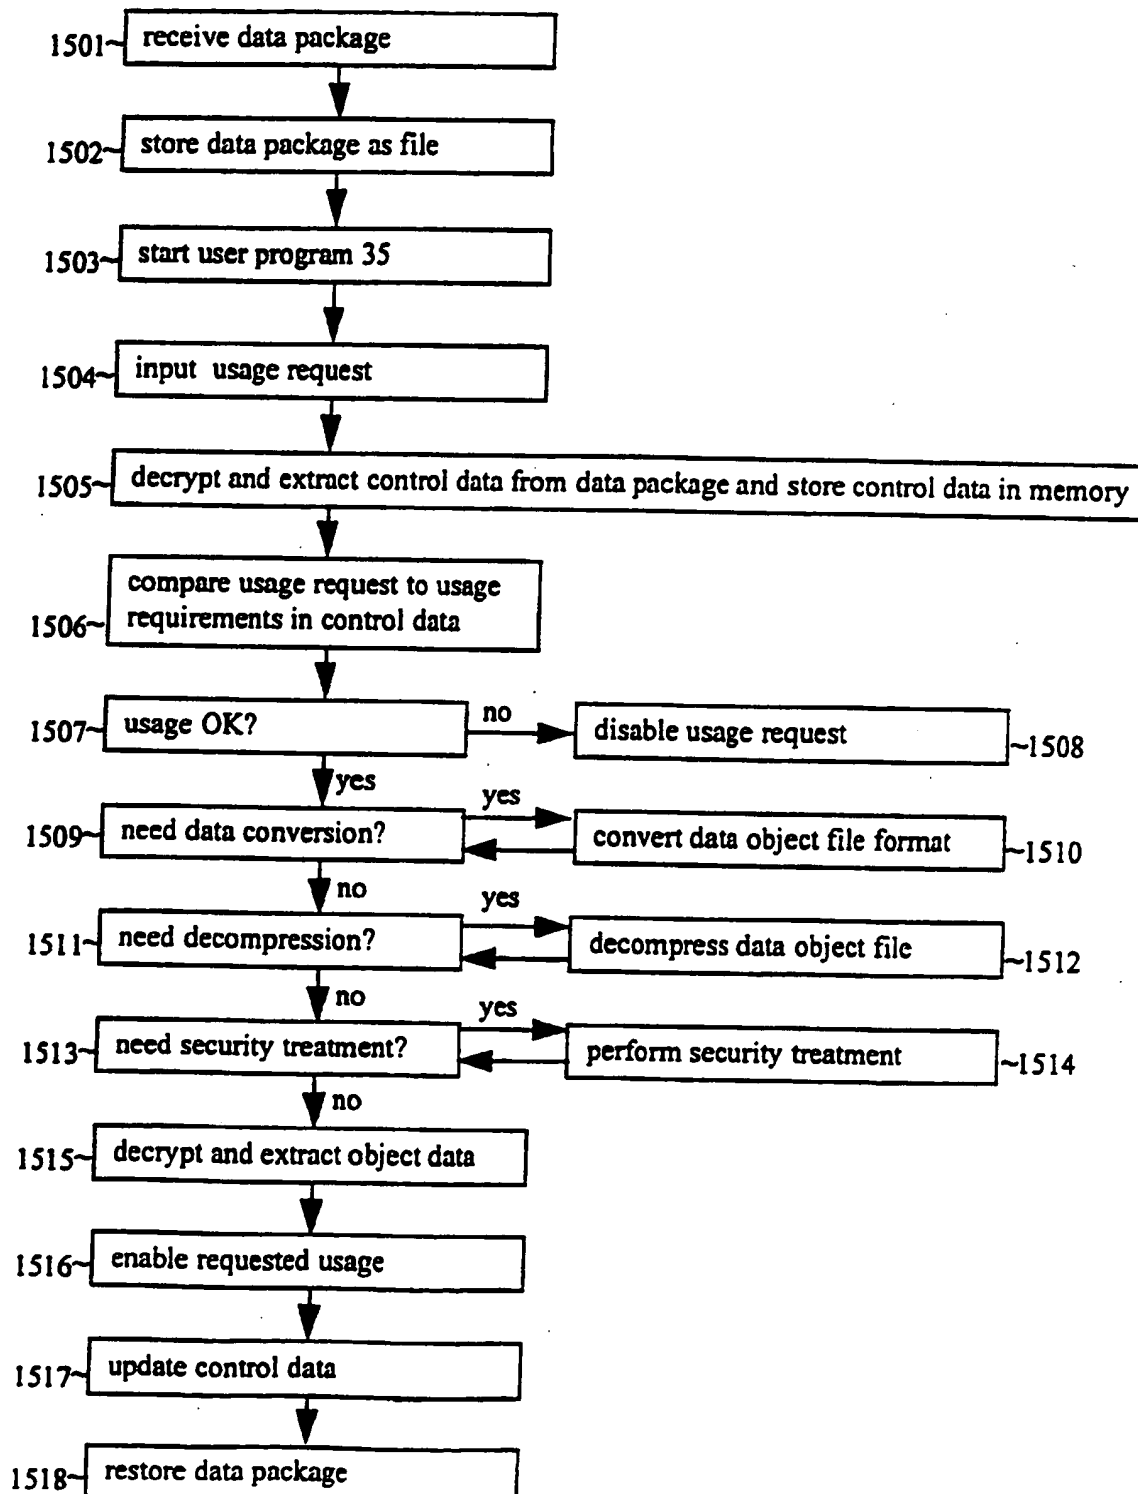 1501~ receive data package
1502~ store data package as file
1503~ start user program 35
1504~ input usage request
1505~ decrypt and extract control data from data package and store control data in memory
compare usage request to usage
1506~ requirements in control data
1507~ usage OK? no disable usage request ~1508
yes
1509~ need data conversion? yes convert data object file format ~1510
no
1511~ need decompression? yes decompress data object file ~1512
no
1513~ need security treatment? yes perform security treatment ~1514
no
1515~ decrypt and extract object data
1516~ enable requested usage
1517~ update control data
1518~ restore data package